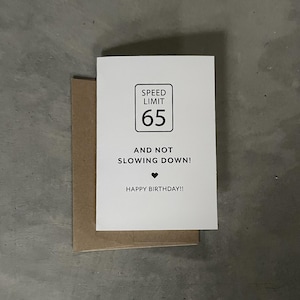 SPEED
LIMIT
65
AND NOT
SLOWING DOWN!
HAPPY BIRTHDAY!!